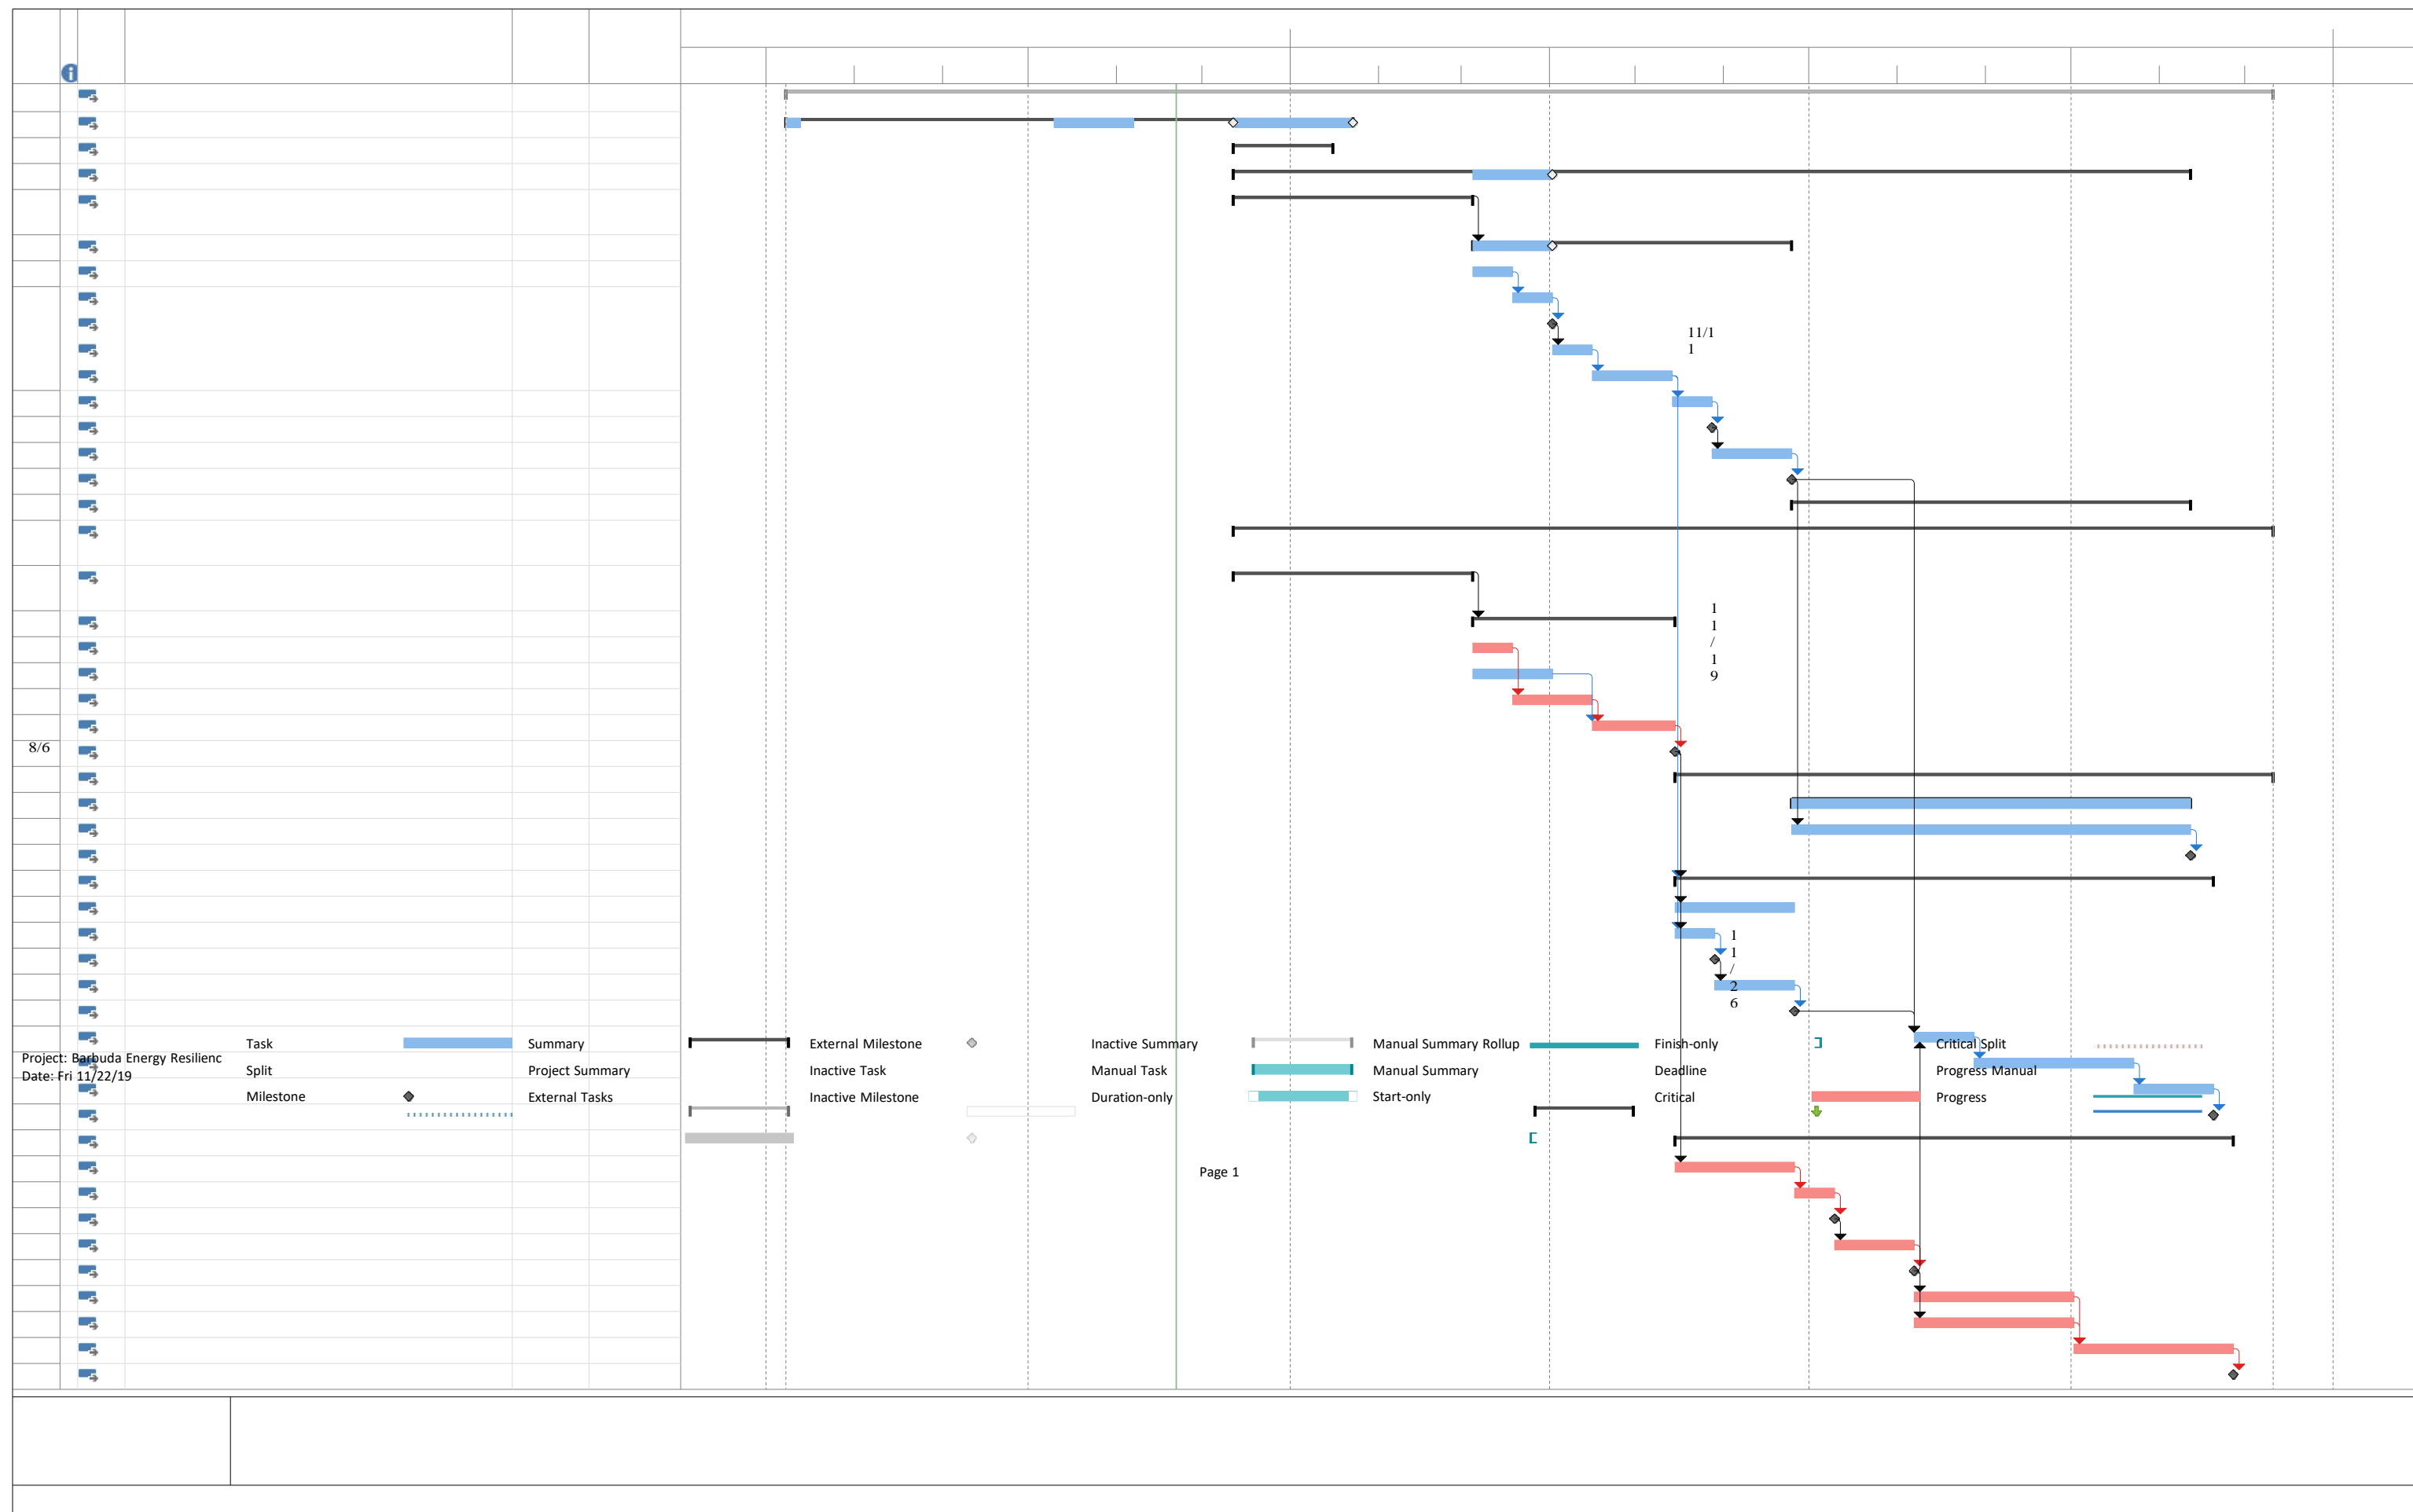 11/1
1
1
1
/
1
9
8/6
1
1
/
2
6
Task
Summary
External Milestone
Inactive Summary
Manual Summary Rollup
Finish-only
Critical Split
Project: Barbuda Energy Resilienc
Date: Fri 11/22/19
Split
Project Summary
Inactive Task
Manual Task
Manual Summary
Deadline
Progress Manual
Milestone
External Tasks
Inactive Milestone
Duration-only
Start-only
Critical
Progress
Page 1